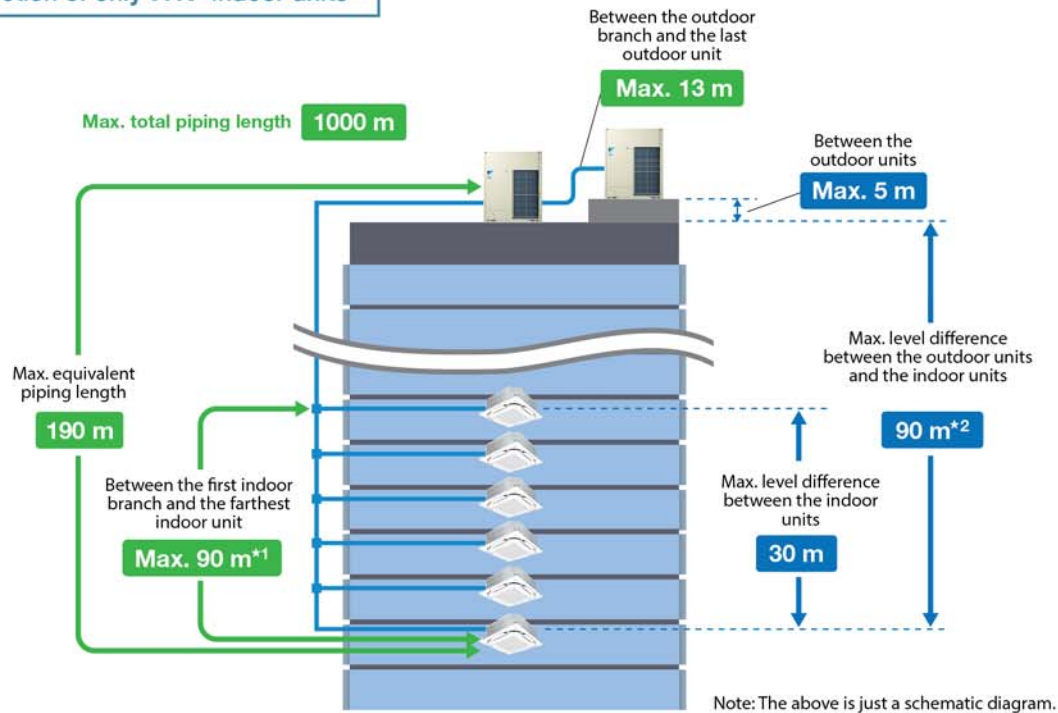 only
indoor units
Between the outdoor
branch and the last
outdoor unit
Max. 13 m
Max. total piping length 1000 m
Between the
outdoor units
Max. 5 m
Max. level difference
between the outdoor units
and the indoor units
90 m*2
Max. equivalent
piping length
190 m
Between the first indoor
branch and the farthest
indoor unit
Max. 90 m*1
Max. level difference
between the indoor
units
30 m
Note: The above is just a schematic diagram.